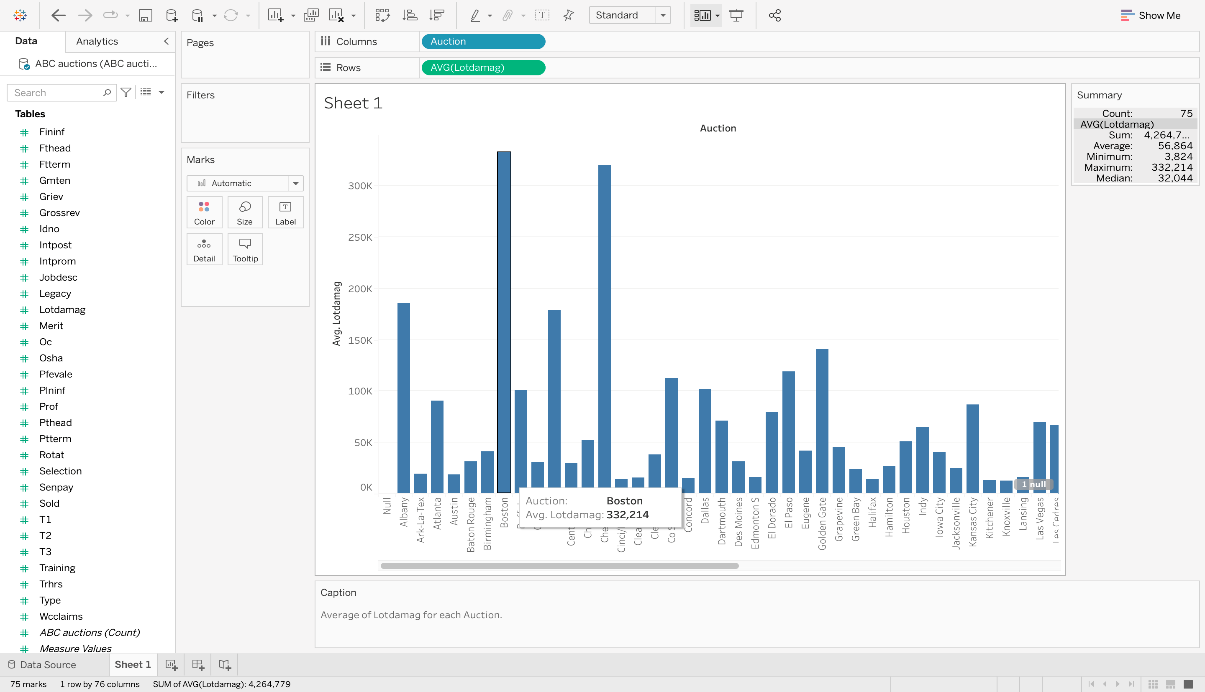 Standard
Show Me
Data
Analytics
ABC auctions (ABC aucti...
Search
Tables
Fininf
Fthead
Ftterm
Gmten
Griev
Grossrev
Idno
Intpost
Intprom
Jobdesc
Legacy
Lotdamag
Merit
Oc
Osha
Pfevale
Plninf
Prof
Pthead
Ptterm
Rotat
Selection
Senpay
Sold
T1
T2
T3
Training
Trhrs
Type
Wcclaims
ABC auctions (Count)
Measure Values
Pages
Filters
Marks
Automatic
Color
Size
Label
Detail
Tooltip
Columns
Auction
Rows
AVG(Lotdamag)
Sheet 1
Auction
Avg. Lotdamag
300K
250K
200K
150K
100K
50K
0K
Null
Albany
Ark-La-Tex
Atlanta
Austin
Baton Rouge
Birmingham
Boston
Concord
Dallas
Dartmouth
Des Moines
Edmonton S
El Dorado
El Paso
Eugene
Golden Gate
Grapevine
Green Bay
Halifax
Hamilton
Houston
Indy
Iowa City
Jacksonville
Kansas City
Kitchener
Knoxville
Lansing
Las Vegas
1 null
Auction: Boston
Avg. Lotdamag: 332,214
Summary
Count: 75
AVG(Lotdamag)
Sum: 4,264,7...
Average: 56,864
Minimum: 3,824
Maximum: 332,214
Median: 32,044
Caption
Average of Lotdamag for each Auction.
Data Source
Sheet 1
75 marks
1 row by 76 columns
SUM of AVG(Lotdamag): 4,264,779